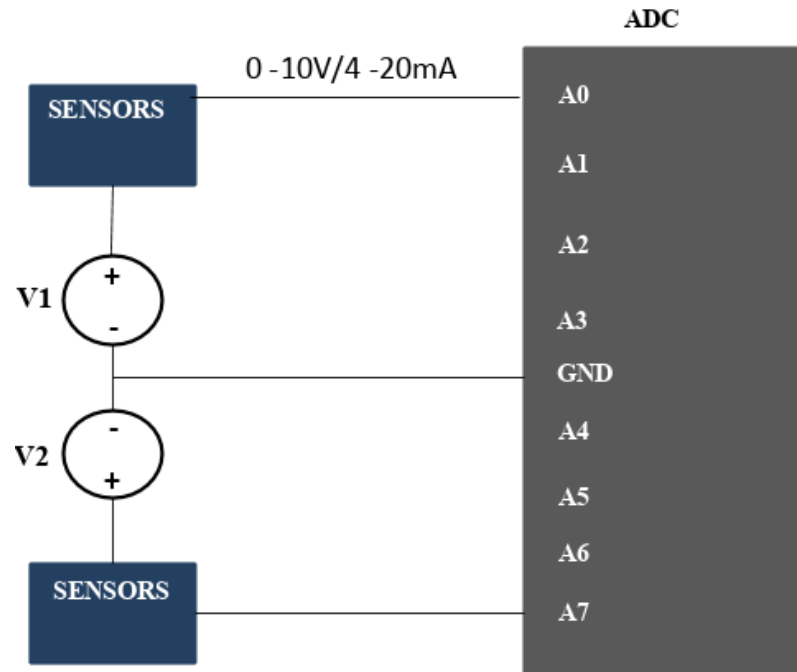 ADC
0 -10V/4 -20mA
SENSORS
A0
A1
A2
+
V1
A3
-
GND
-
A4
V2
+
A5
A6
SENSORS
A7